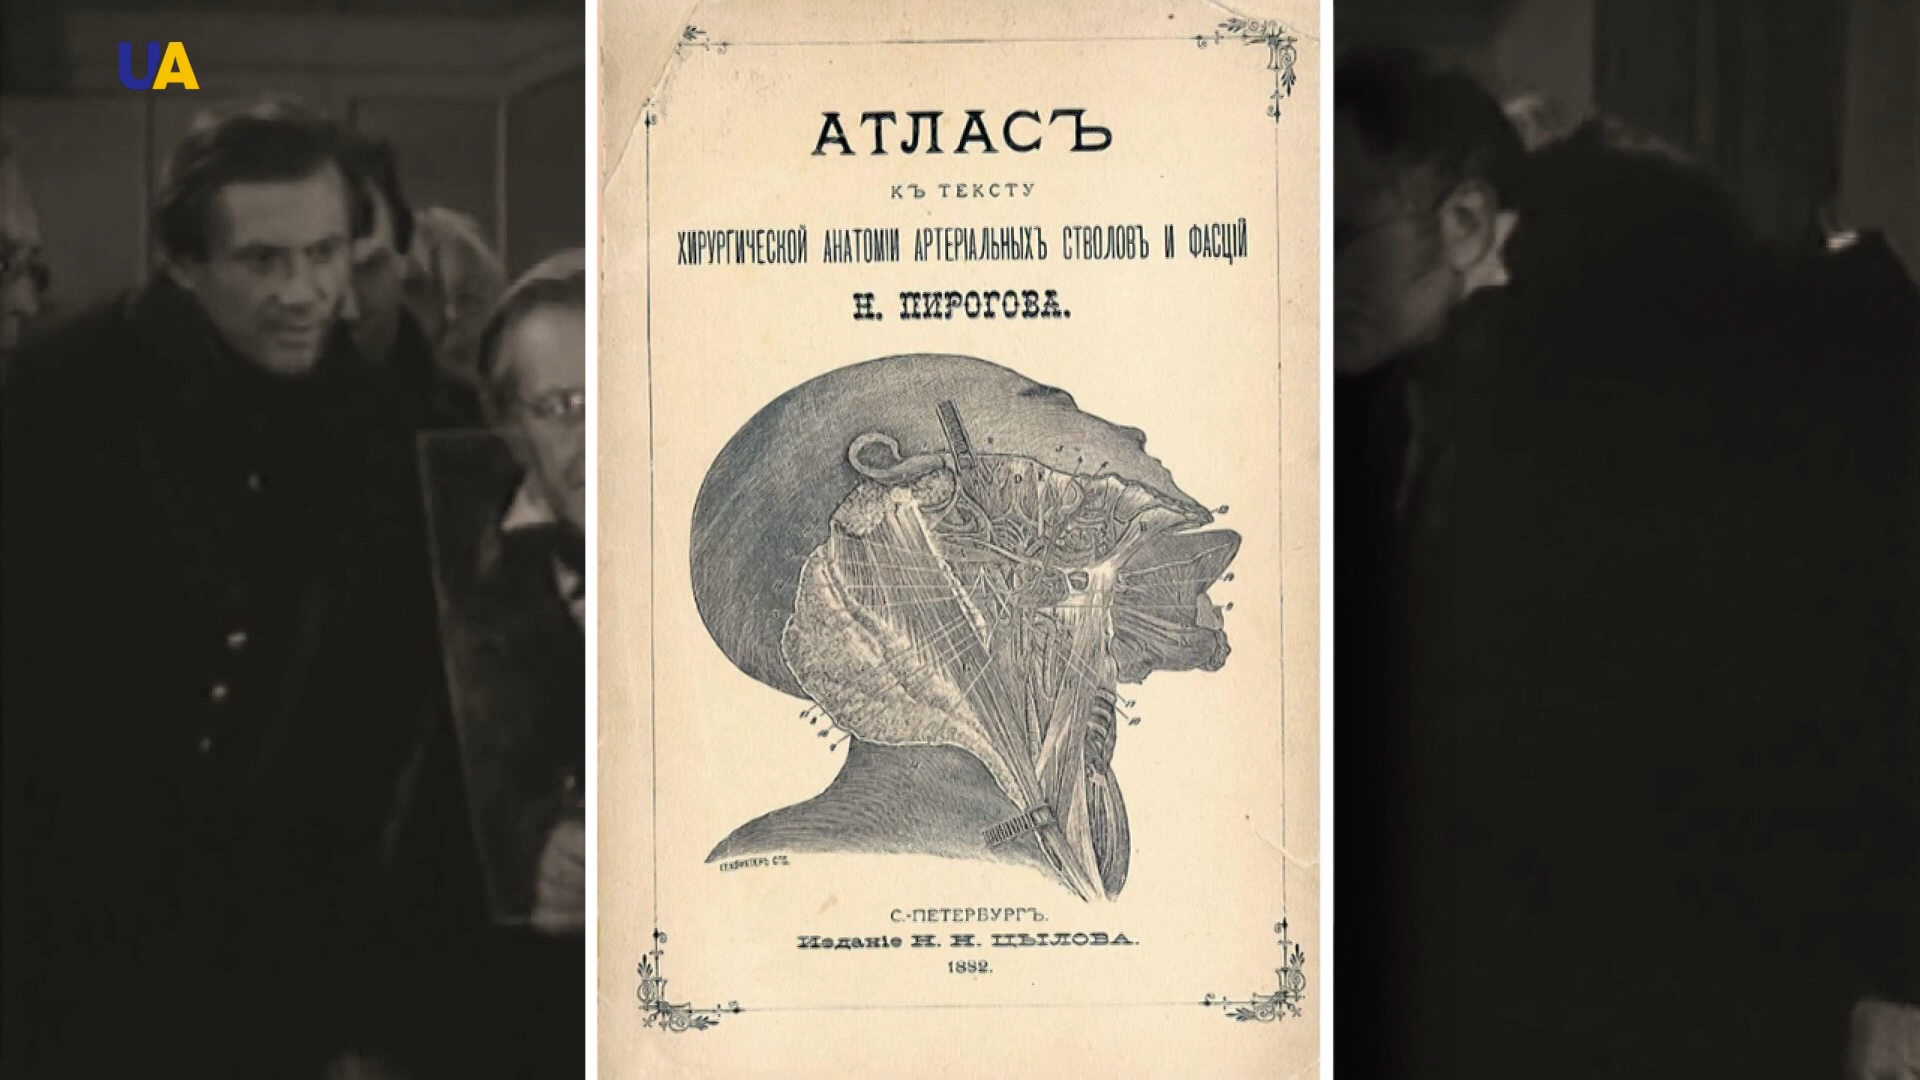 UA
АТЛАСЪ
КЪ ТЕКСТУ
ХИРУРГИЧЕСКОЙ АНАТОМІИ АРТЕРІАЛЬНЫХЪ СТВОЛОВЪ И ФАСЦІЙ
Н. ПИРОГОВА.
С.-ПЕТЕРБУРГЪ.
Изданіе Н. Н. ЦЫЛОВА.
1882.